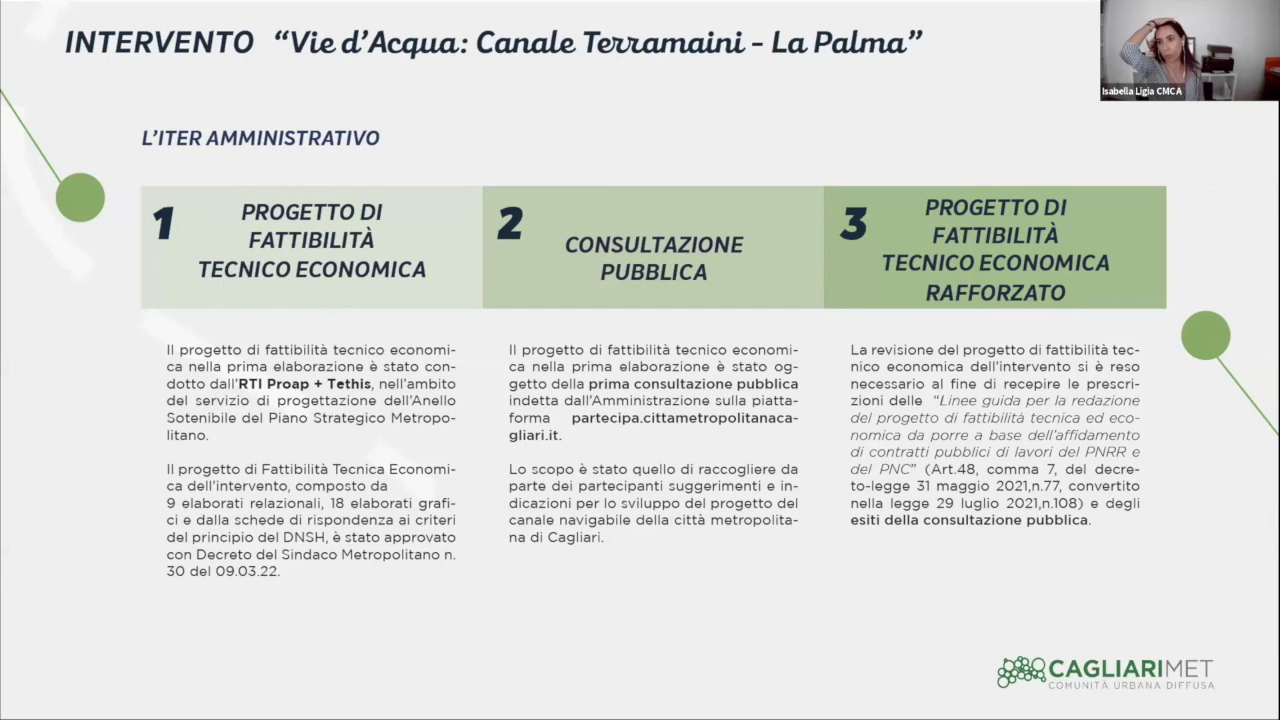 INTERVENTO “Vie d’Acqua: Canale Terramaini - La Palma”
Isabella Ligia CMCA
L’ITER AMMINISTRATIVO
1
PROGETTO DI
FATTIBILITÀ
TECNICO ECONOMICA
2
CONSULTAZIONE
PUBBLICA
3
PROGETTO DI
FATTIBILITÀ
TECNICO ECONOMICA
RAFFORZATO
Il progetto di fattibilità tecnico economi-
ca nella prima elaborazione è stato con-
dotto dall’RTI Proap + Tethis, nell’ambito
del servizio di progettazione dell’Anello
Sotenibile del Piano Strategico Metropo-
litano.
Il progetto di Fattibilità Tecnica Economi-
ca dell’intervento, composto da
9 elaborati relazionali, 18 elaborati grafi-
ci e dalla schede di rispondenza ai criteri
del principio del DNSH, è stato approvato
con Decreto del Sindaco Metropolitano n.
30 del 09.03.22.
Il progetto di fattibilità tecnico economi-
ca nella prima elaborazione è stato og-
getto della prima consultazione pubblica
indetta dall’Amministrazione sulla piatta-
forma partecipa.cittametropolitanaca-
gliari.it.
Lo scopo è stato quello di raccogliere da
parte dei partecipanti suggerimenti e in-
dicazioni per lo sviluppo del progetto del
canale navigabile della città metropolita-
na di Cagliari.
La revisione del progetto di fattibilità tec-
nico economica dell’intervento si è reso
necessario al fine di recepire le prescri-
zioni delle “Linee guida per la redazione
del progetto di fattibilità tecnica ed eco-
nomica da porre a base dell’affidamento
di contratti pubblici di lavori del PNRR e
del PNC” (Art.48, comma 7, del decre-
to-legge 31 maggio 2021,n.77, convertito
nella legge 29 luglio 2021,n.108) e degli
esiti della consultazione pubblica.
CAGLIARIMET
COMUNITÀ URBANA DIFFUSA